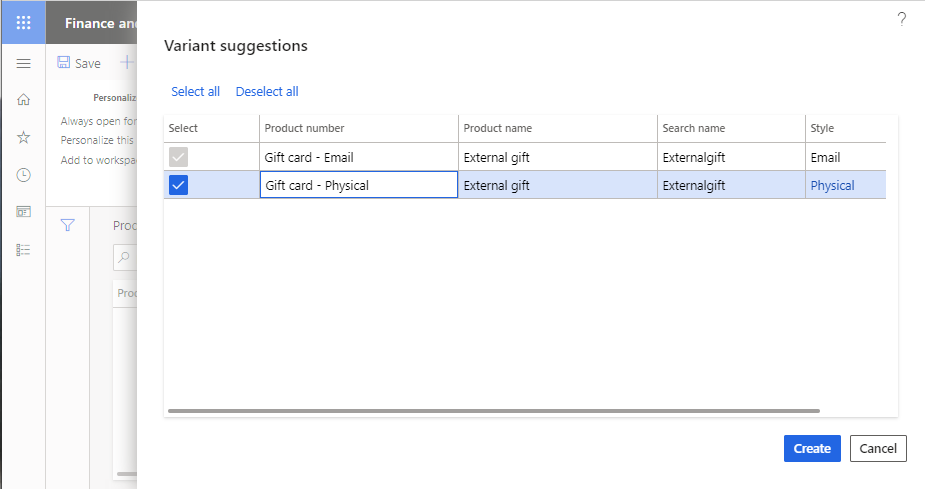 Finance and
?
Variant suggestions
Save
Select all Deselect all
Personaliz
Always open for
Personalize this
Add to workspa
Select Product number Product name Search name Style
Gift card - Email External gift Externalgift Email
Gift card - Physical External gift Externalgift Physical
Proc
Proc
Create Cancel